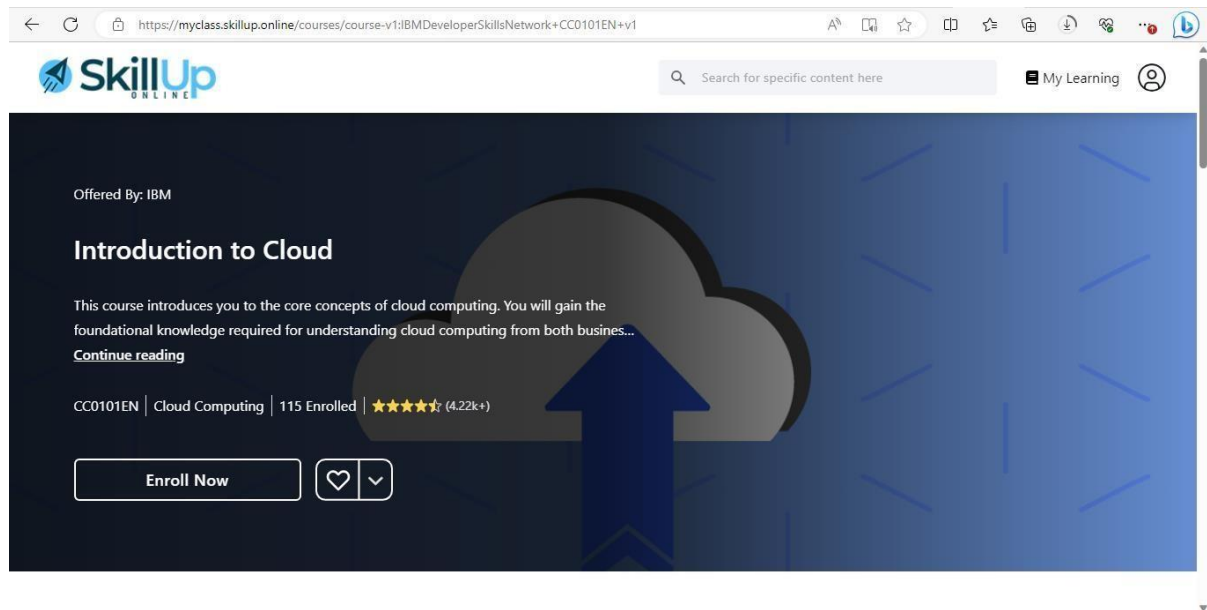 https://myclass.skillup.online/courses/course-v1:IBMDeveloperSkillsNetwork+CC0101EN+v1
SkillUp
ONLINE
Search for specific content here
My Learning
Offered By: IBM
Introduction to Cloud
This course introduces you to the core concepts of cloud computing. You will gain the
foundational knowledge required for understanding cloud computing from both busines...
Continue reading
CC0101EN | Cloud Computing | 115 Enrolled | (4.22k+)
Enroll Now